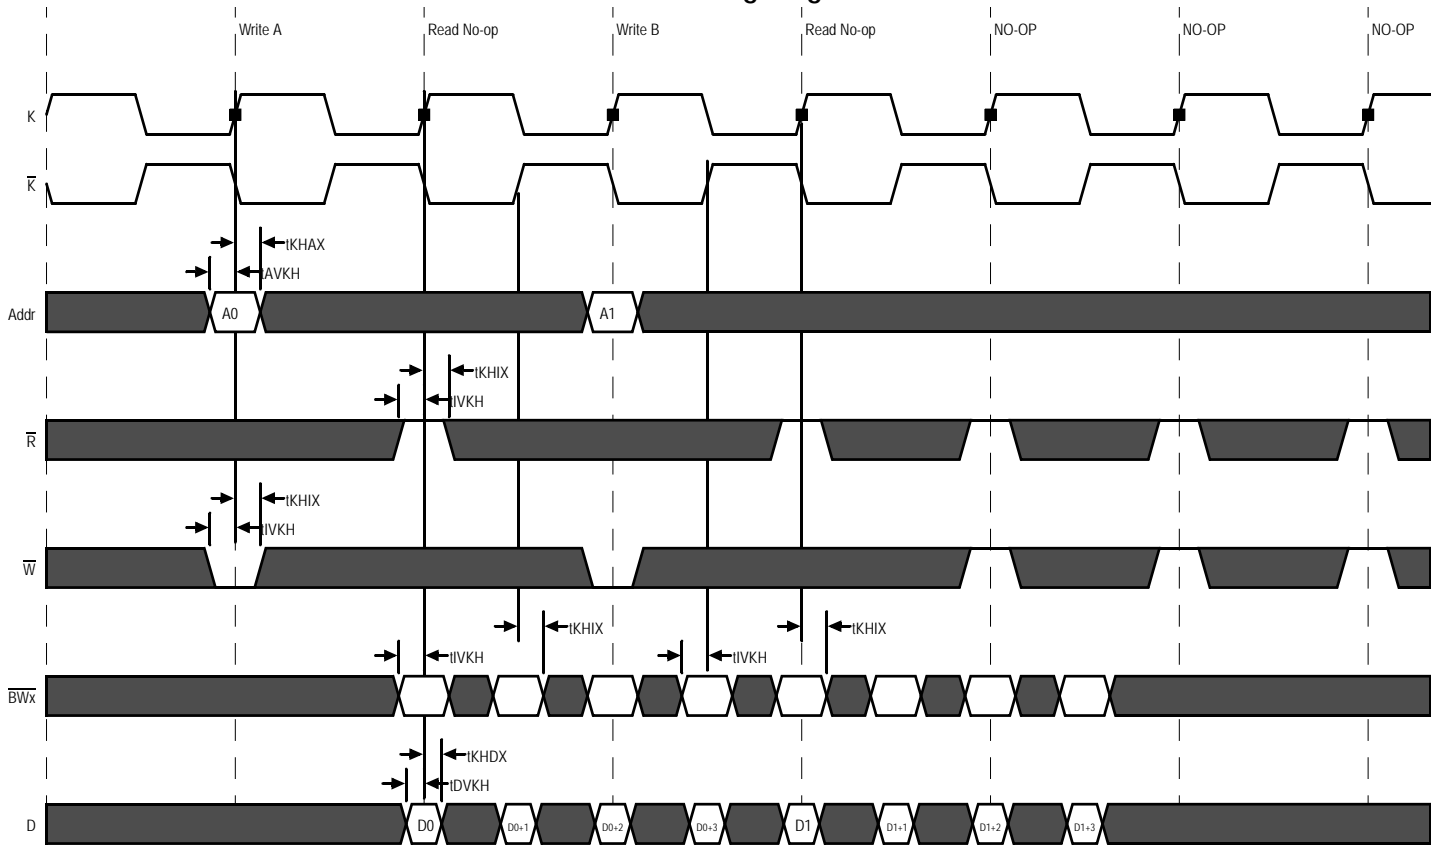 Write A Read No-op Write B Read No-op NO-OP NO-OP NO-OP
K
K̅
tKHAX
tAVKH
Addr A0 A1
tKHIX
tIVKH
R̅
tKHIX
tIVKH
W̅
tKHIX tKHIX
tIVKH tIVKH
B̅W̅x̅
tKHDX
tDVKH
D D0 D0+1 D0+2 D0+3 D1 D1+1 D1+2 D1+3